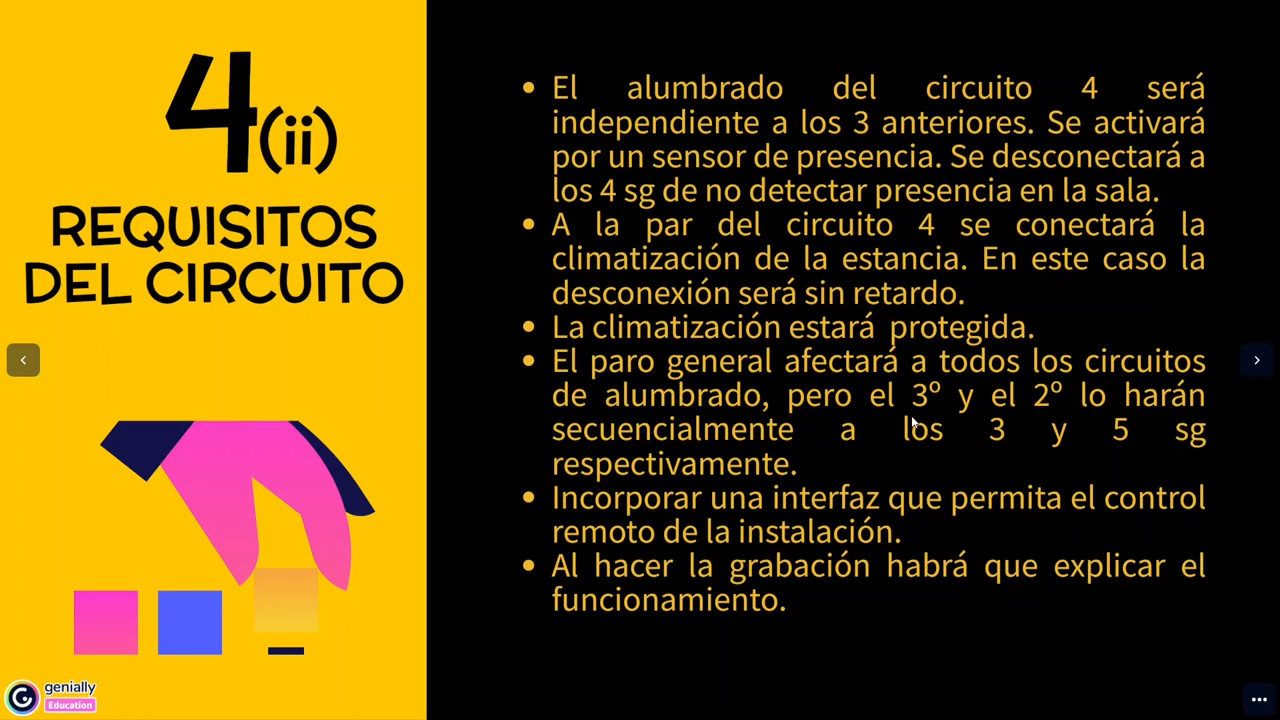 4(ii)
REQUISITOS
DEL CIRCUITO
• El alumbrado del circuito 4 será
independiente a los 3 anteriores. Se activará
por un sensor de presencia. Se desconectará a
los 4 sg de no detectar presencia en la sala.
• A la par del circuito 4 se conectará la
climatización de la estancia. En este caso la
desconexión será sin retardo.
• La climatización estará protegida.
• El paro general afectará a todos los circuitos
de alumbrado, pero el 3º y el 2º lo harán
secuencialmente a los 3 y 5 sg
respectivamente.
• Incorporar una interfaz que permita el control
remoto de la instalación.
• Al hacer la grabación habrá que explicar el
funcionamiento.
genially
Education